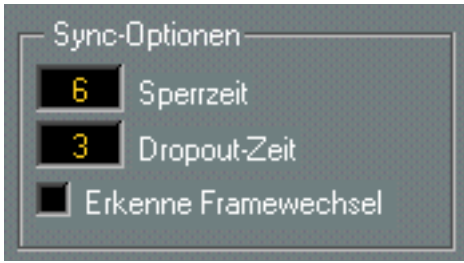 Sync-Optionen
6 Sperrzeit
3 Dropout-Zeit
Erkenne Framewechsel